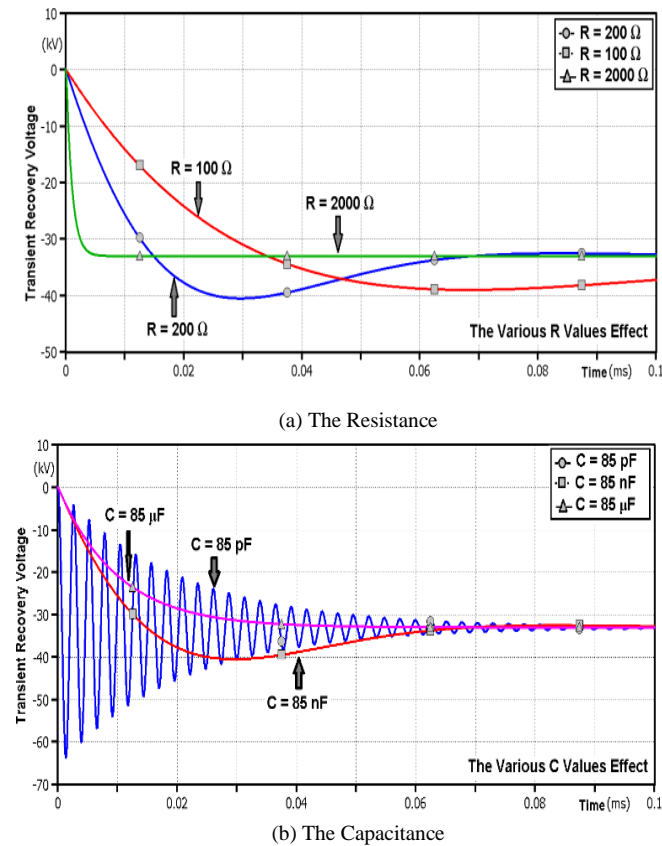 10
(kV)
0
-10
-20
-30
-40
-50
Transient Recovery Voltage
R = 200 Ω
R = 100 Ω
R = 2000 Ω
R = 100 Ω
R = 2000 Ω
R = 200 Ω
The Various R Values Effect
0 0.02 0.04 0.06 0.08 Time (ms) 0.1
(a) The Resistance
10
(kV)
0
-10
-20
-30
-40
-50
-60
-70
Transient Recovery Voltage
C = 85 pF
C = 85 nF
C = 85 µF
C = 85 µF
C = 85 pF
C = 85 nF
The Various C Values Effect
0 0.02 0.04 0.06 0.08 Time (ms) 0.1
(b) The Capacitance